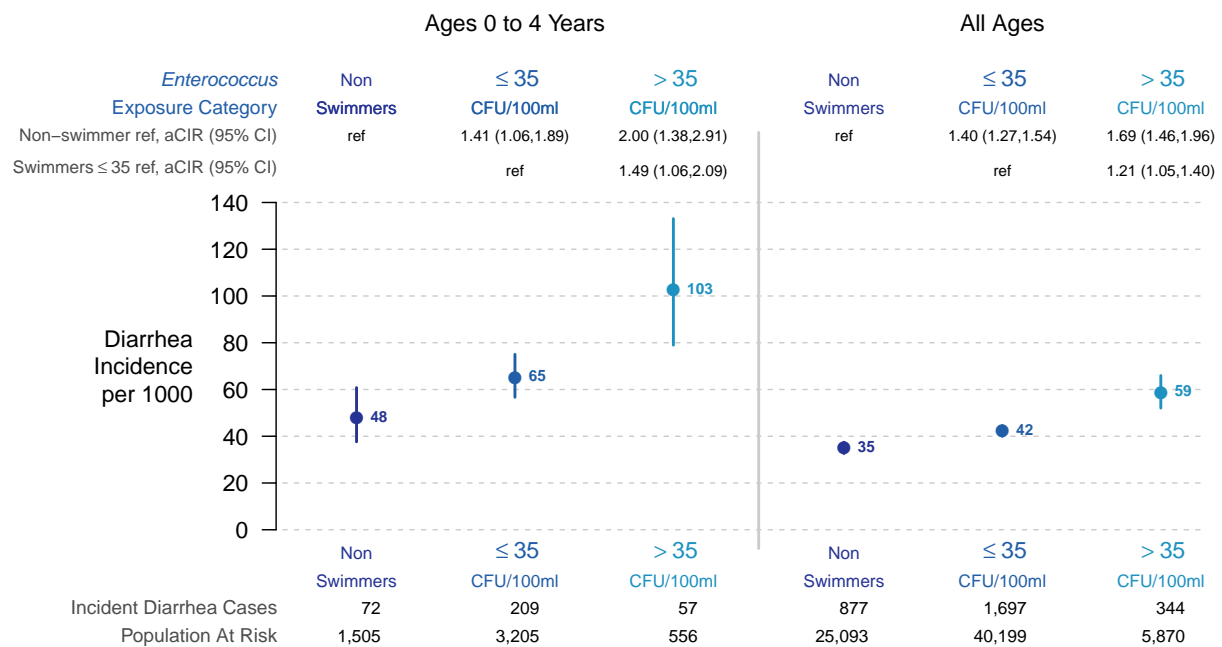 Ages 0 to 4 Years All Ages
Enterococcus Non ≤ 35 > 35 Non ≤ 35 > 35
Exposure Category Swimmers CFU/100ml CFU/100ml Swimmers CFU/100ml CFU/100ml
Non−swimmer ref, aCIR (95% CI) ref 1.41 (1.06,1.89) 2.00 (1.38,2.91) ref 1.40 (1.27,1.54) 1.69 (1.46,1.96)
Swimmers ≤ 35 ref, aCIR (95% CI) ref 1.49 (1.06,2.09) ref 1.21 (1.05,1.40)
140
120
100
80
60
40
20
0
Diarrhea
Incidence
per 1000
48
65
103
35
42
59
Non ≤ 35 > 35 Non ≤ 35 > 35
Swimmers CFU/100ml CFU/100ml Swimmers CFU/100ml CFU/100ml
Incident Diarrhea Cases 72 209 57 877 1,697 344
Population At Risk 1,505 3,205 556 25,093 40,199 5,870